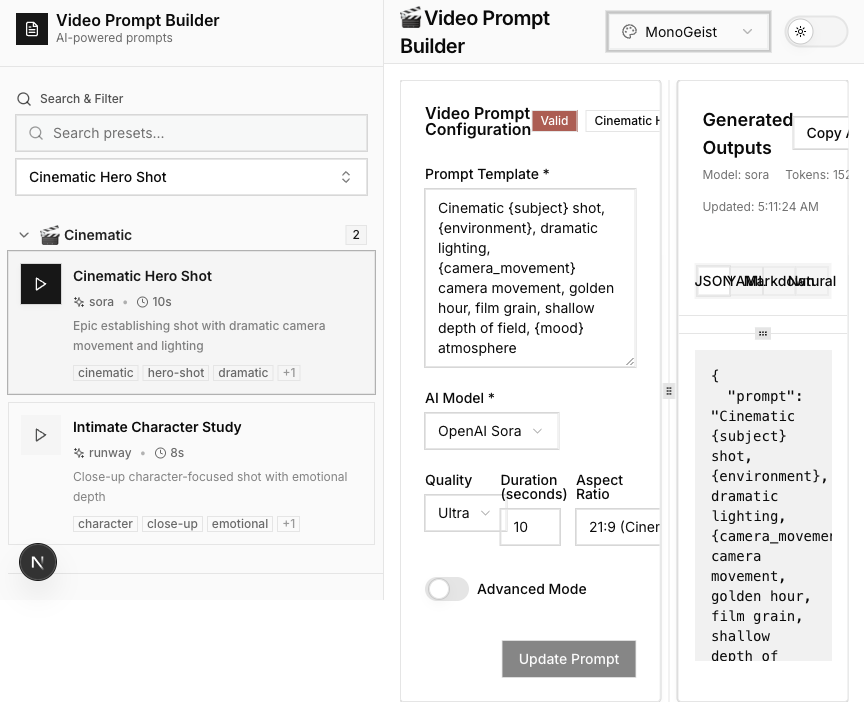 Video Prompt Builder
AI-powered prompts
Search & Filter
Search presets...
Cinematic Hero Shot
🎬 Cinematic
2
Cinematic Hero Shot
sora • 10s
Epic establishing shot with dramatic camera
movement and lighting
cinematic hero-shot dramatic +1
Intimate Character Study
runway • 8s
Close-up character-focused shot with emotional
depth
character close-up emotional +1
N
🎬 Video Prompt
Builder
MonoGeist
Video Prompt
Configuration
Valid
Cinematic H
Prompt Template *
Cinematic {subject} shot,
{environment}, dramatic
lighting,
{camera_movement}
camera movement, golden
hour, film grain, shallow
depth of field, {mood}
atmosphere
AI Model *
OpenAI Sora
Quality
Duration
(seconds)
Aspect
Ratio
Ultra
10
21:9 (Ciner
Advanced Mode
Update Prompt
Generated
Outputs
Copy A
Model: sora Tokens: 152
Updated: 5:11:24 AM
JSON YAML Markdown Natural
{
"prompt":
"Cinematic
{subject}
shot,
{environment},
dramatic
lighting,
{camera_movemen
camera
movement,
golden hour,
film grain,
shallow
depth of